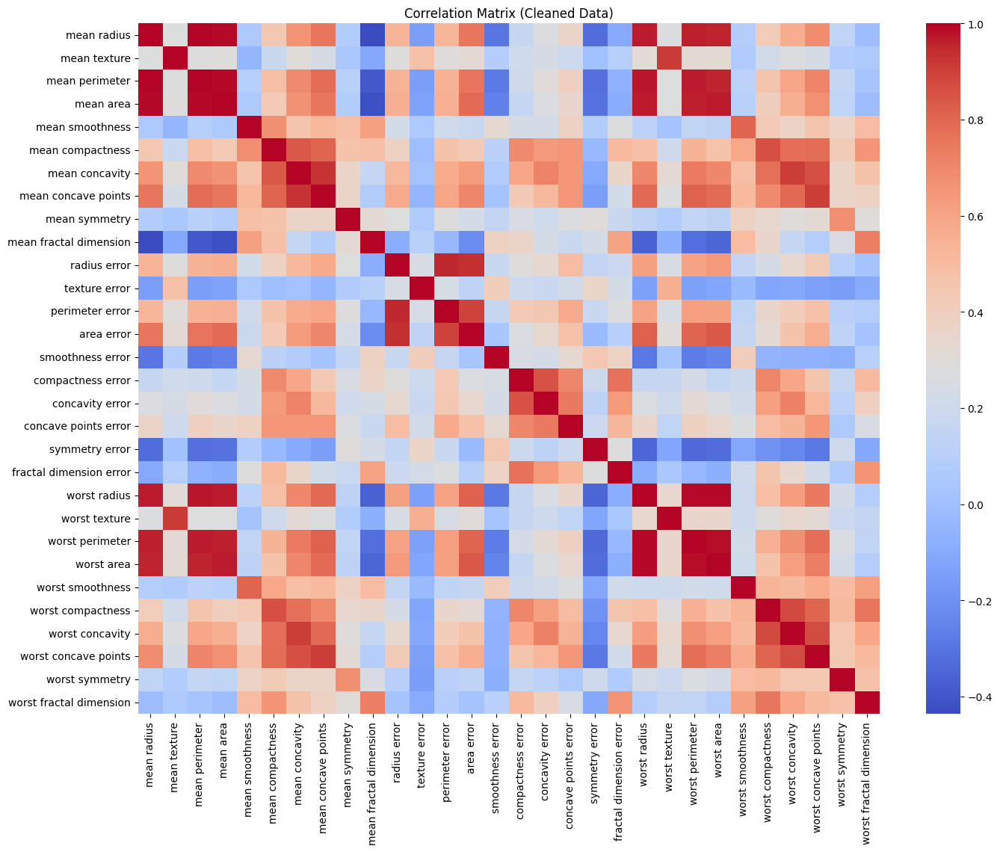 Correlation Matrix (Cleaned Data)
mean radius
mean texture
mean perimeter
mean area
mean smoothness
mean compactness
mean concavity
mean concave points
mean symmetry
mean fractal dimension
radius error
texture error
perimeter error
area error
smoothness error
compactness error
concavity error
concave points error
symmetry error
fractal dimension error
worst radius
worst texture
worst perimeter
worst area
worst smoothness
worst compactness
worst concavity
worst concave points
worst symmetry
worst fractal dimension
mean radius
mean texture
mean perimeter
mean area
mean smoothness
mean compactness
mean concavity
mean concave points
mean symmetry
mean fractal dimension
radius error
texture error
perimeter error
area error
smoothness error
compactness error
concavity error
concave points error
symmetry error
fractal dimension error
worst radius
worst texture
worst perimeter
worst area
worst smoothness
worst compactness
worst concavity
worst concave points
worst symmetry
worst fractal dimension
1.0
0.8
0.6
0.4
0.2
0.0
−0.2
−0.4